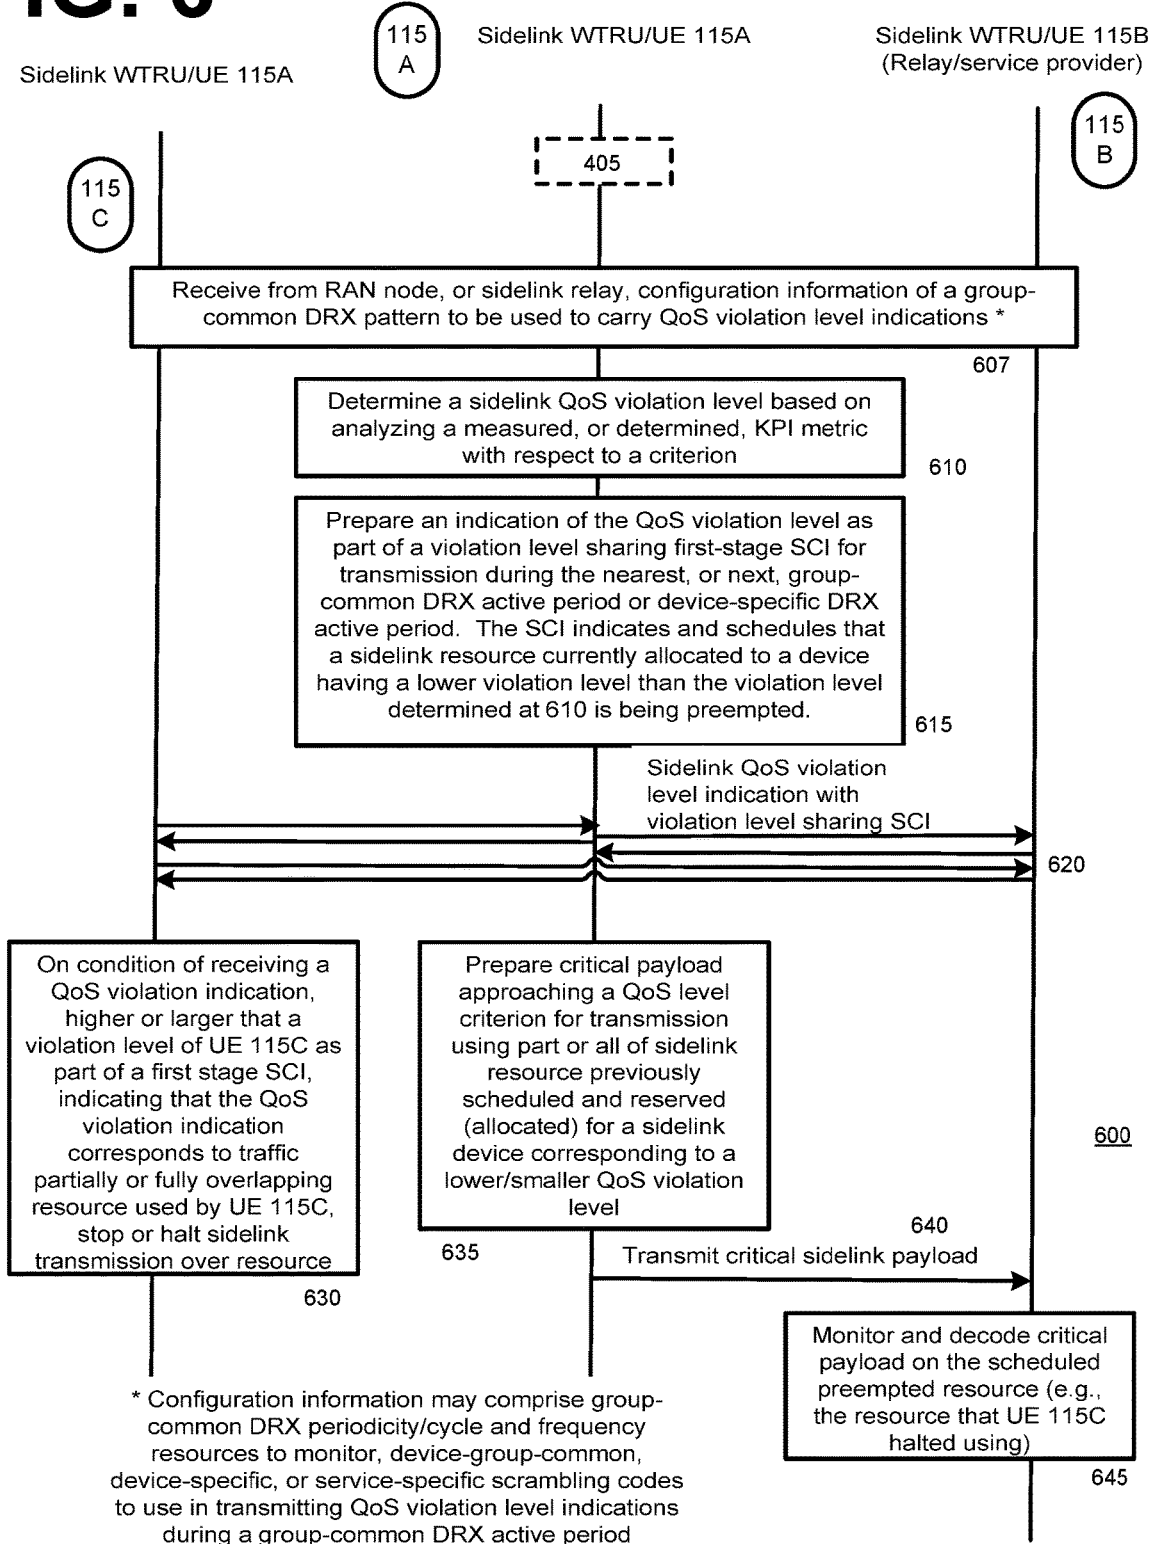 FIG. 6
115
A
Sidelink WTRU/UE 115A
Sidelink WTRU/UE 115B
(Relay/service provider)
Sidelink WTRU/UE 115A
115
B
405
115
C
Receive from RAN node, or sidelink relay, configuration information of a group-
common DRX pattern to be used to carry QoS violation level indications *
607
Determine a sidelink QoS violation level based on
analyzing a measured, or determined, KPI metric
with respect to a criterion
610
Prepare an indication of the QoS violation level as
part of a violation level sharing first-stage SCI for
transmission during the nearest, or next, group-
common DRX active period or device-specific DRX
active period. The SCI indicates and schedules that
a sidelink resource currently allocated to a device
having a lower violation level than the violation level
determined at 610 is being preempted.
615
Sidelink QoS violation
level indication with
violation level sharing SCI
620
On condition of receiving a
QoS violation indication,
higher or larger that a
violation level of UE 115C as
part of a first stage SCI,
indicating that the QoS
violation indication
corresponds to traffic
partially or fully overlapping
resource used by UE 115C,
stop or halt sidelink
transmission over resource
630
Prepare critical payload
approaching a QoS level
criterion for transmission
using part or all of sidelink
resource previously
scheduled and reserved
(allocated) for a sidelink
device corresponding to a
lower/smaller QoS violation
level
635
600
640
Transmit critical sidelink payload
Monitor and decode critical
payload on the scheduled
preempted resource (e.g.,
the resource that UE 115C
halted using)
645
* Configuration information may comprise group-
common DRX periodicity/cycle and frequency
resources to monitor, device-group-common,
device-specific, or service-specific scrambling codes
to use in transmitting QoS violation level indications
during a group-common DRX active period